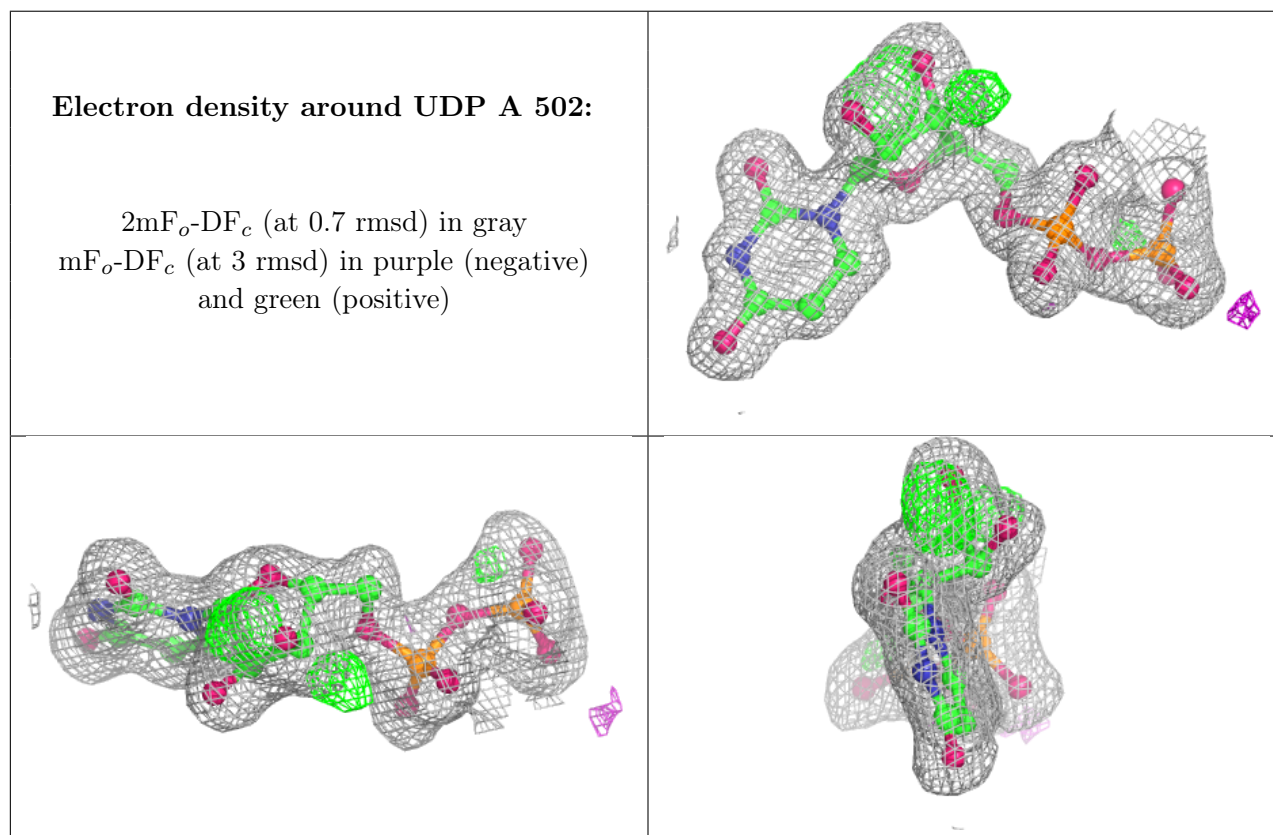 Electron density around UDP A 502:
2mFₒ-DF𝒸 (at 0.7 rmsd) in gray
mFₒ-DF𝒸 (at 3 rmsd) in purple (negative)
and green (positive)